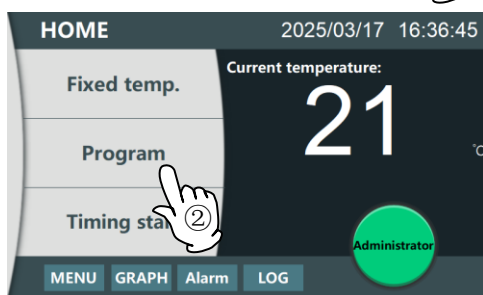 HOME 2025/03/17 16:36:45
Fixed temp.
Current temperature:
21
°C
Program
Timing
②
Administrator
MENU GRAPH Alarm LOG